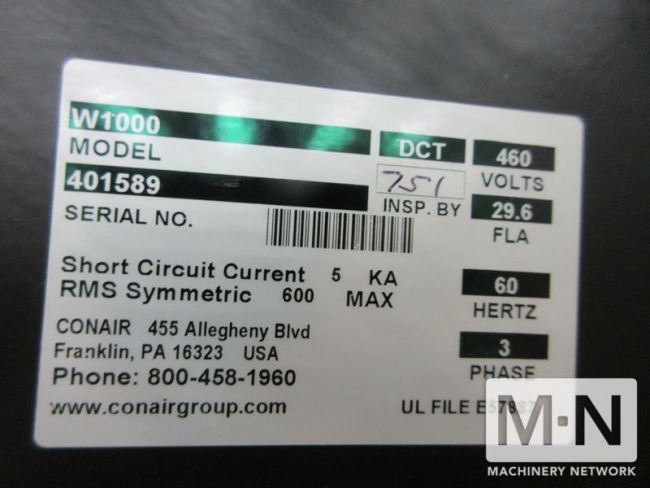 W1000
MODEL
401589
SERIAL NO.
DCT
751
INSP. BY
460
VOLTS
29.6
FLA
60
HERTZ
3
PHASE
Short Circuit Current 5 KA
RMS Symmetric 600 MAX
CONAIR 455 Allegheny Blvd
Franklin, PA 16323 USA
Phone: 800-458-1960
www.conairgroup.com
UL FILE
M·N
MACHINERY NETWORK